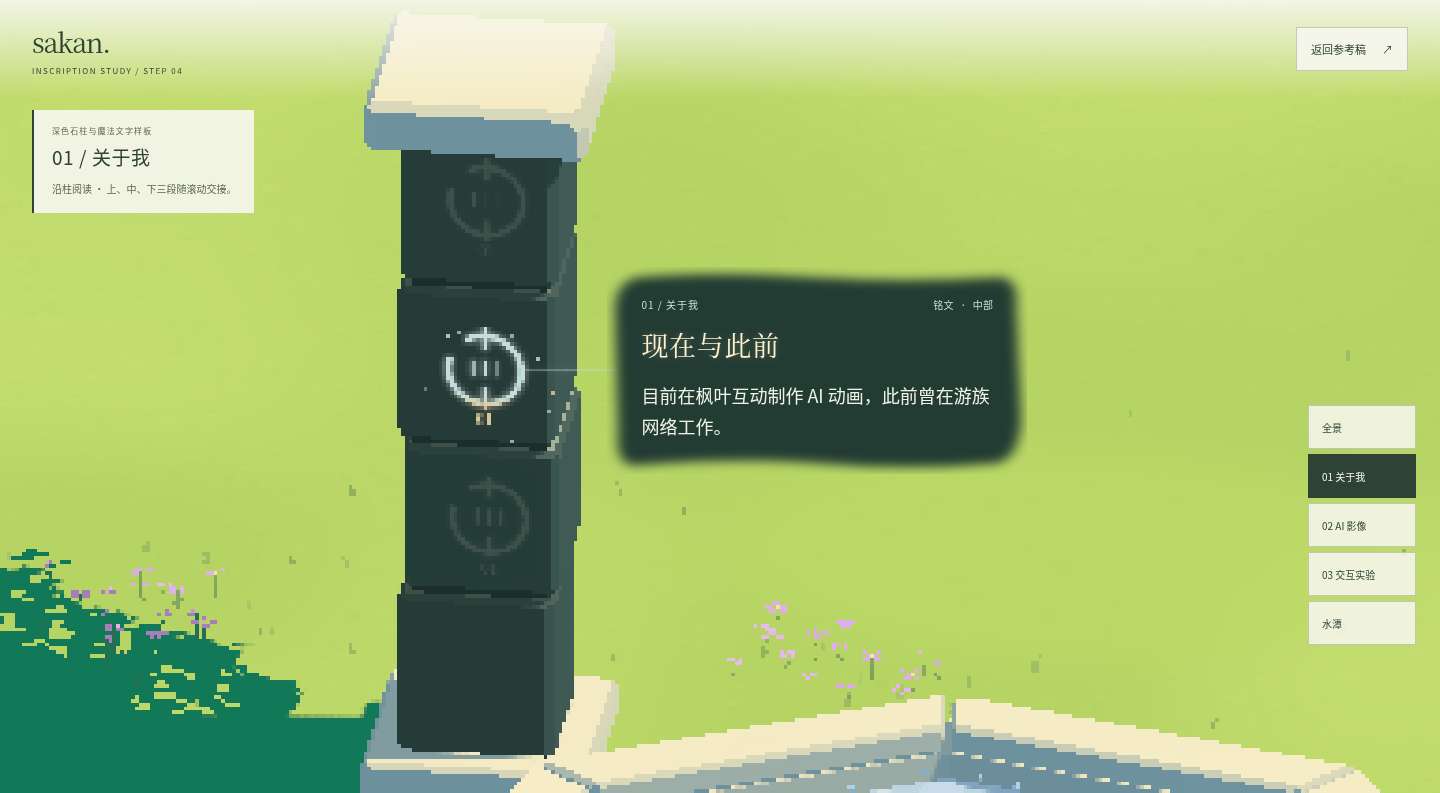 sakan.
INSCRIPTION STUDY / STEP 04
返回参考稿 ↗
深色石柱与魔法文字样板
01 / 关于我
沿柱阅读 · 上、中、下三段随滚动交接。
01 / 关于我
铭文 · 中部
现在与此前
目前在枫叶互动制作 AI 动画，此前曾在游族
网络工作。
全景
01 关于我
02 AI 影像
03 交互实验
水潭